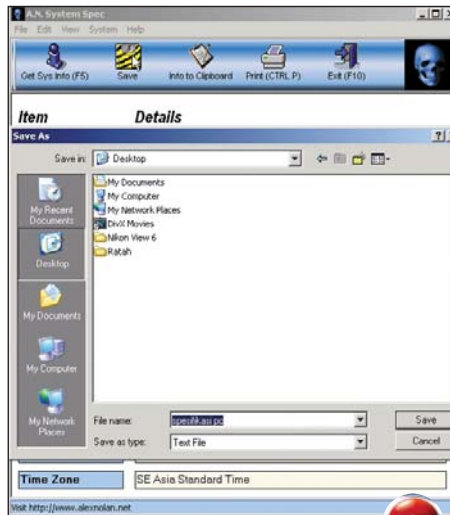 A.N. System Spec
File Edit View System Help
Get Sys Info (F5) Save Info to Clipboard Print (CTRL P) Exit (F10)
Item Details
Save As
Save in: Desktop
My Documents
My Computer
My Network Places
DivX Movies
Nikon View 6
Ratah
My Recent Documents
Desktop
My Documents
My Computer
My Network Places
File name: spesifikasi pc Save
Save as type: Text File Cancel
Time Zone SE Asia Standard Time
Visit http://www.alexnolan.net